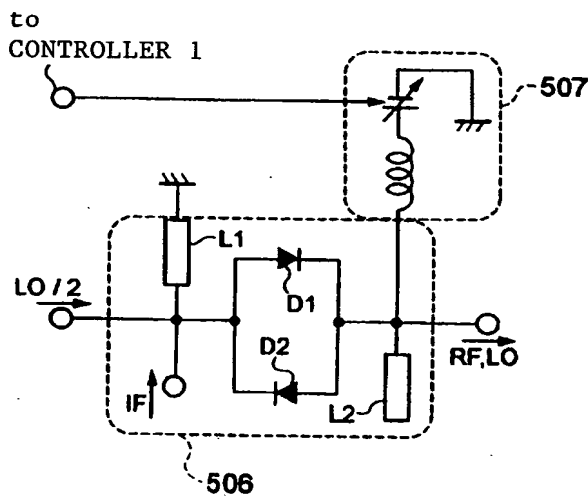 to
CONTROLLER 1
507
L1
LO / 2
D1
D2
RF,LO
IF
L2
506